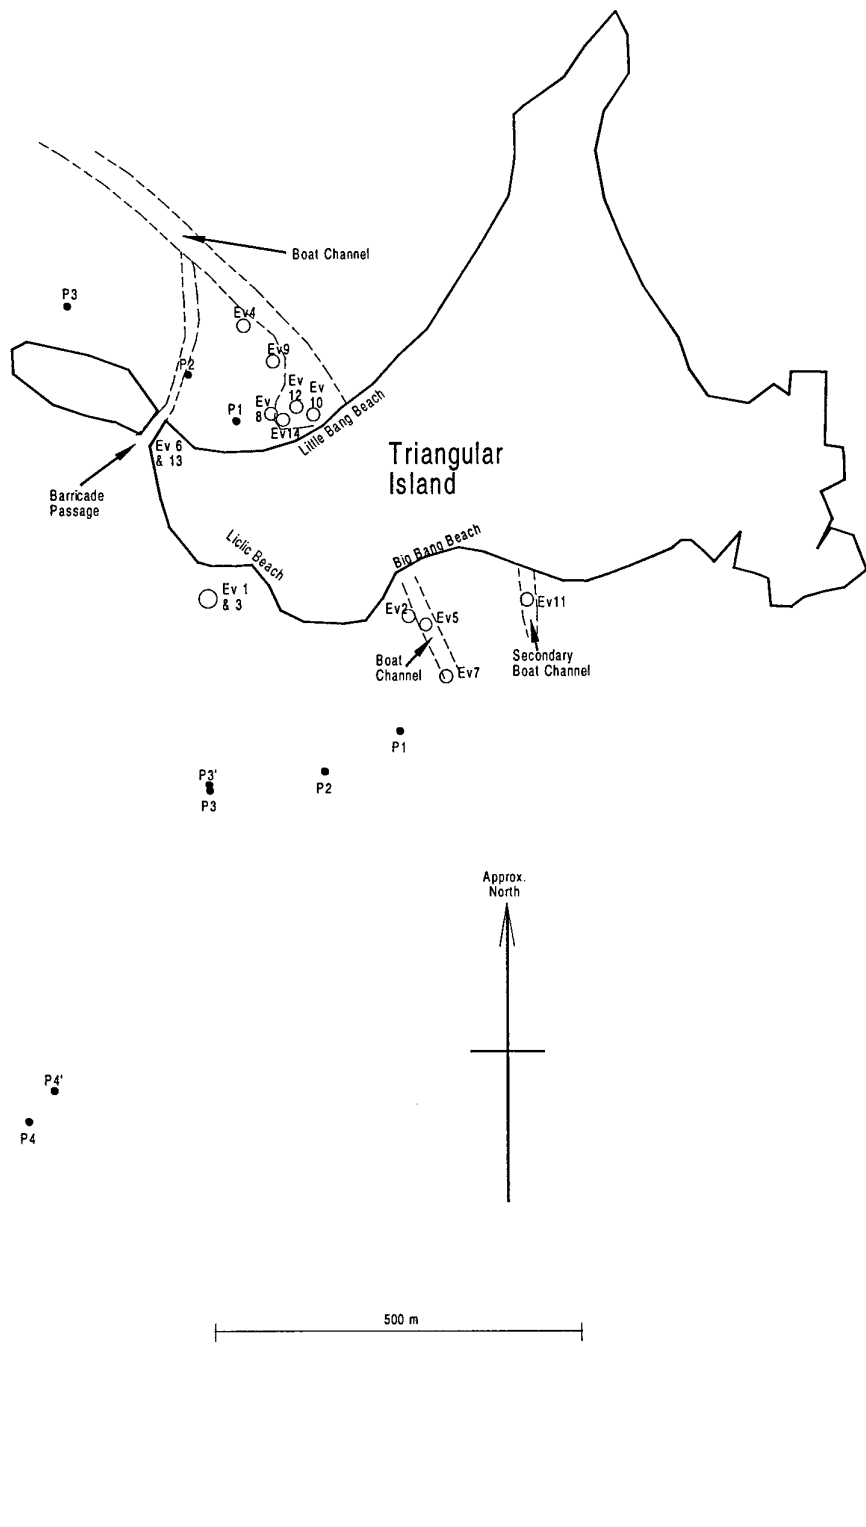 Boat Channel
P3
Ev4
Ev9
P2
Ev
12
Ev
10
Ev
8
P1
Ev14
Little Bang Beach
Triangular
Island
Ev 6
& 13
Barricade
Passage
Liclic Beach
Big Bang Beach
Ev 1
& 3
Ev2
Ev5
Ev11
Boat
Channel
Ev7
Secondary
Boat Channel
P1
P2
P3'
P3
Approx.
North
P4'
P4
500 m